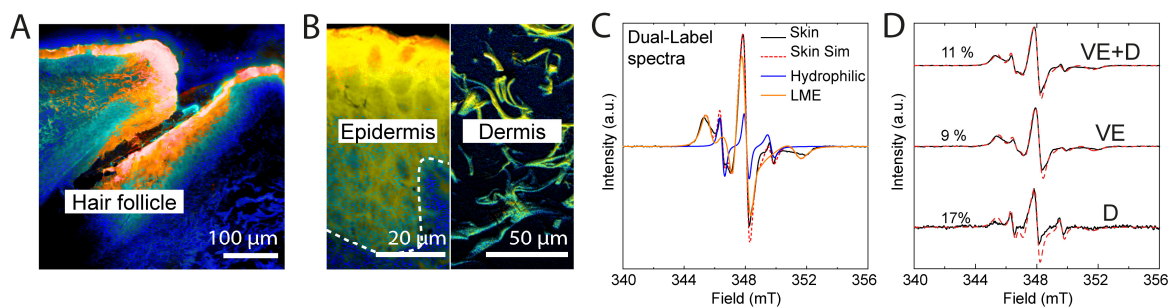 A
Hair follicle
100 µm
B
Epidermis
Dermis
20 µm
50 µm
C
Dual-Label
spectra
Skin
Skin Sim
Hydrophilic
LME
Intensity (a.u.)
340 344 348 352 356
Field (mT)
D
11 %
VE+D
9 %
VE
17%
D
Intensity (a.u.)
340 344 348 352 356
Field (mT)